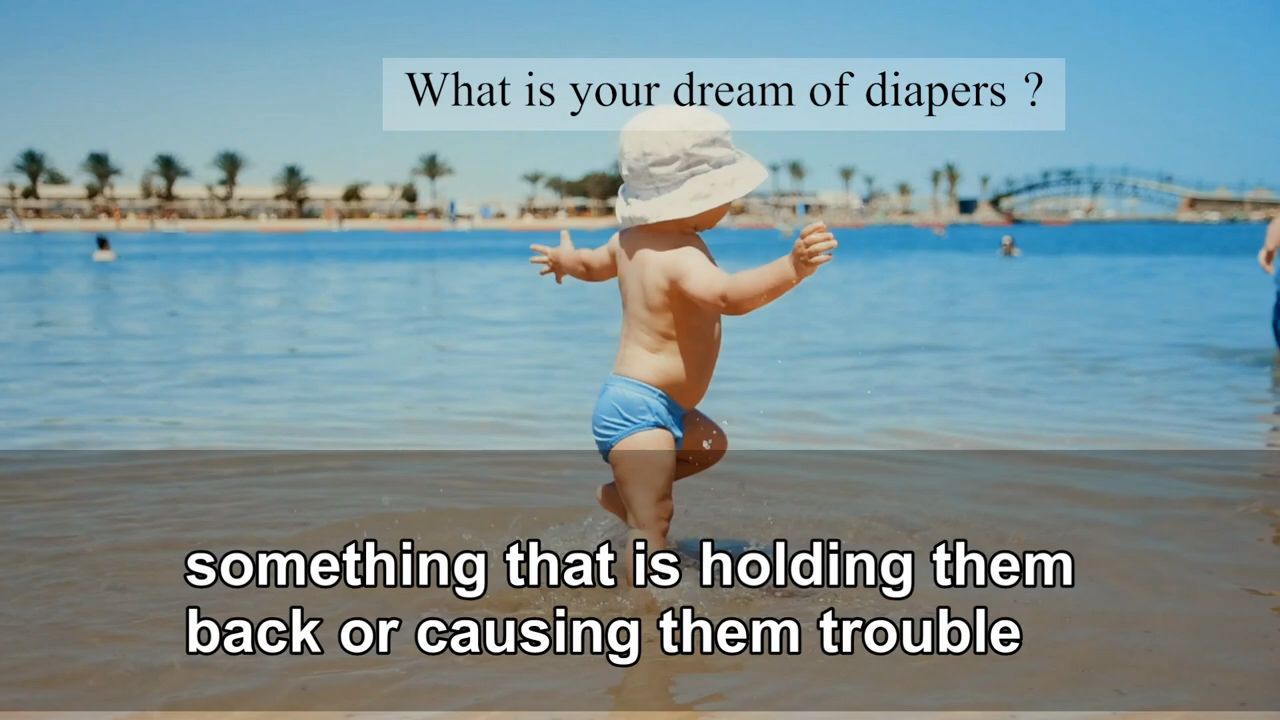 What is your dream of diapers ?
something that is holding them
back or causing them trouble